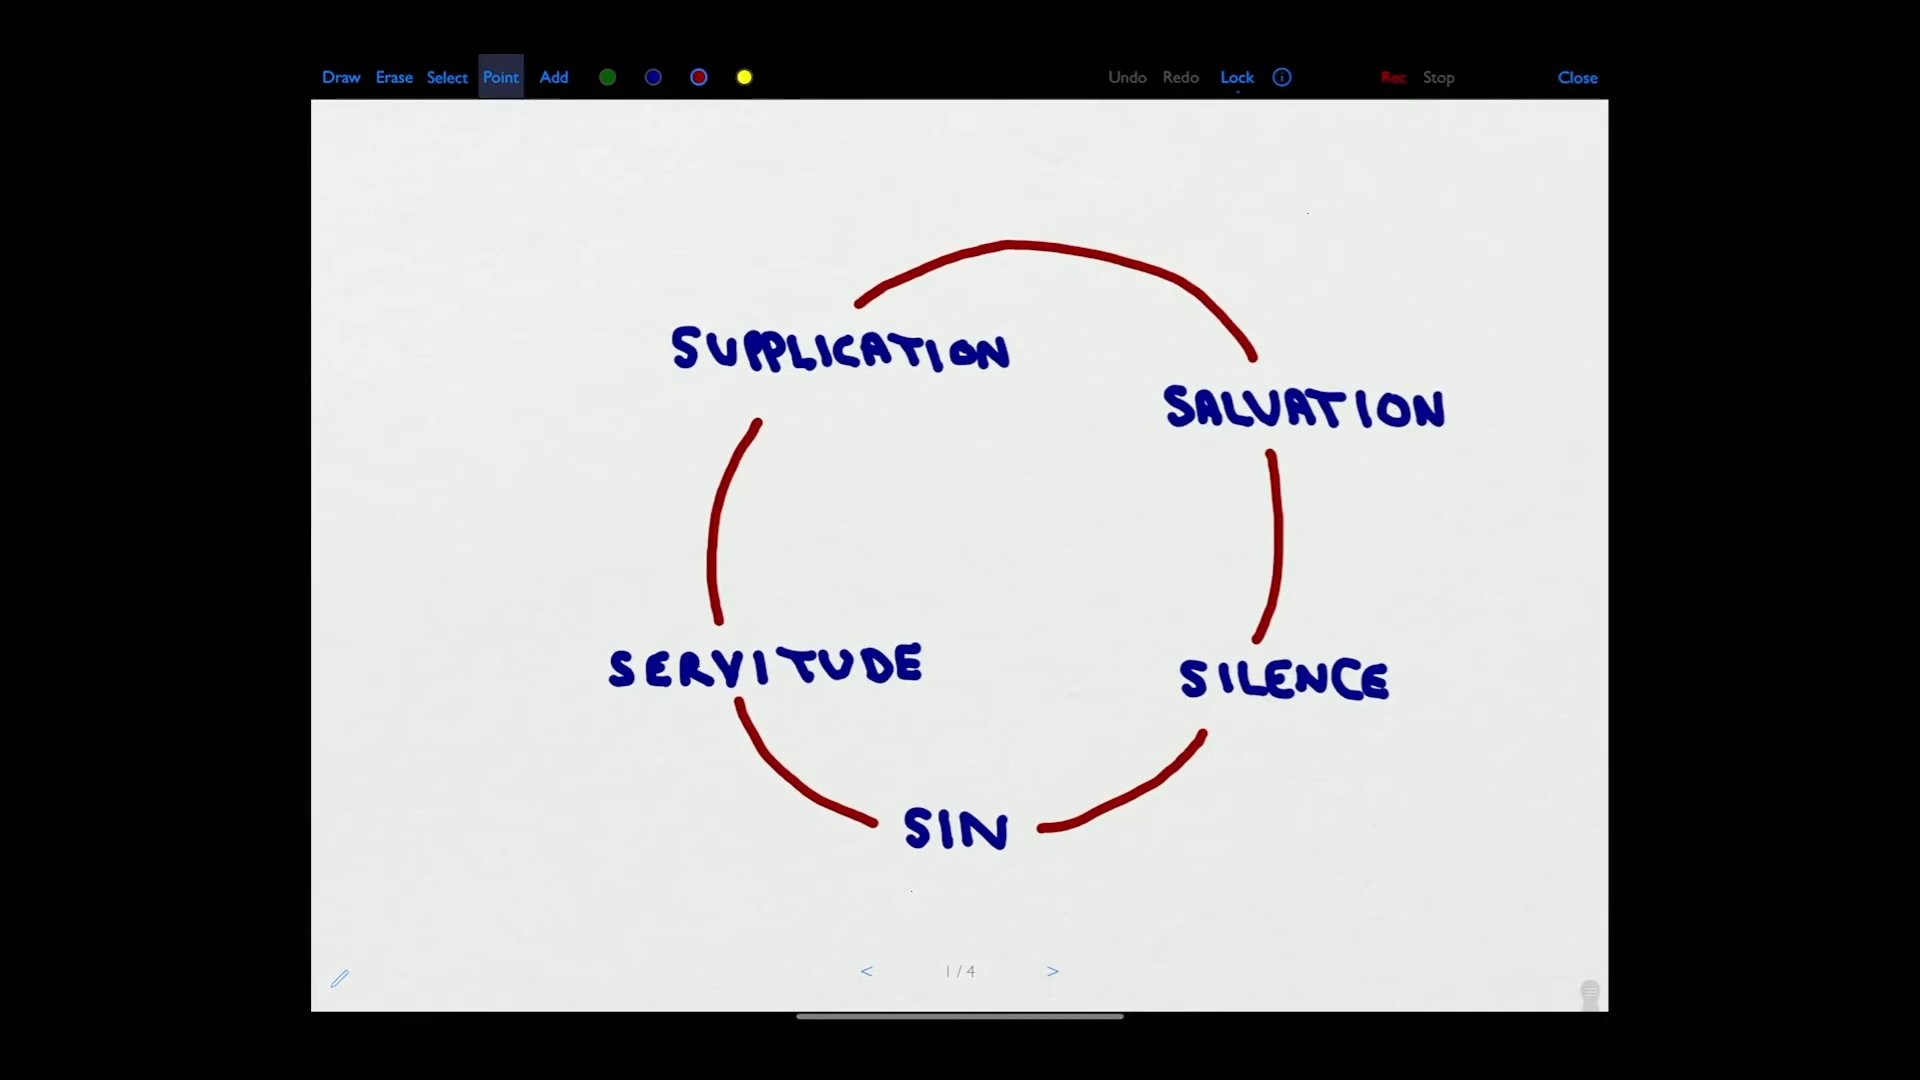 Draw Erase Select Point Add Undo Redo Lock Rec Stop Close
SUPPLICATION
SALVATION
SERVITUDE
SILENCE
SIN
< 1 / 4 >